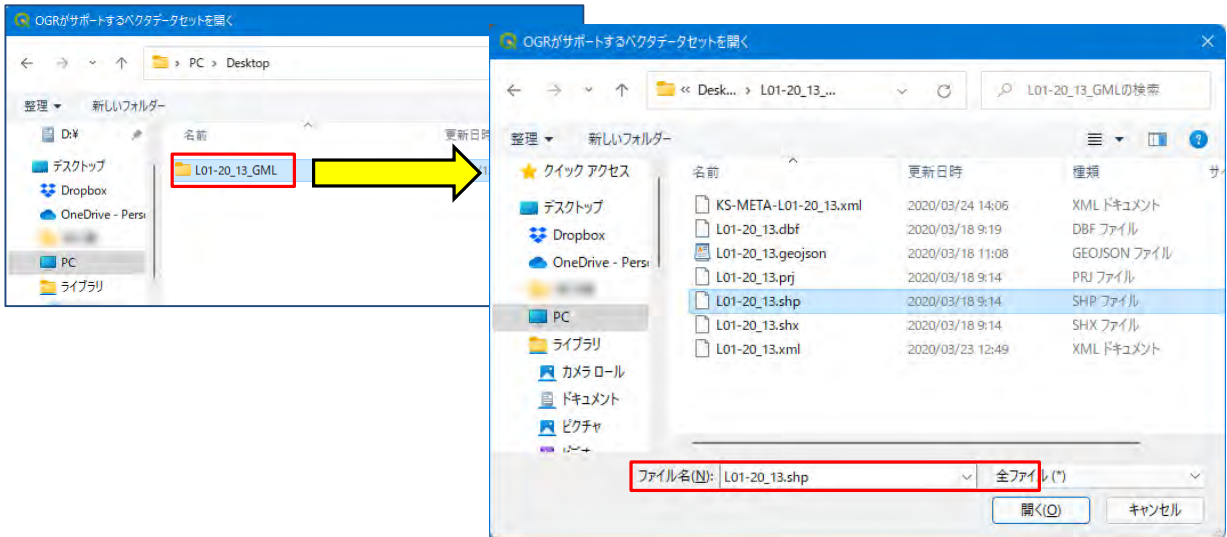 OGRがサポートするベクタデータセットを開く
PC > Desktop
整理 新しいフォルダー
D:¥
デスクトップ
Dropbox
OneDrive - Perso
PC
ライブラリ
名前 更新日時
L01-20_13_GML
OGRがサポートするベクタデータセットを開く
« Desk... > L01-20_13_... L01-20_13_GMLの検索
整理 新しいフォルダー
クイック アクセス
デスクトップ
Dropbox
OneDrive - Perso
PC
ライブラリ
カメラ ロール
ドキュメント
ピクチャ
名前 更新日時 種類 サ
KS-META-L01-20_13.xml 2020/03/24 14:06 XML ドキュメント
L01-20_13.dbf 2020/03/18 9:19 DBF ファイル
L01-20_13.geojson 2020/03/18 11:08 GEOJSON ファイル
L01-20_13.prj 2020/03/18 9:14 PRJ ファイル
L01-20_13.shp 2020/03/18 9:14 SHP ファイル
L01-20_13.shx 2020/03/18 9:14 SHX ファイル
L01-20_13.xml 2020/03/23 12:49 XML ドキュメント
ファイル名(N): L01-20_13.shp 全ファイル (*)
開く(O) キャンセル